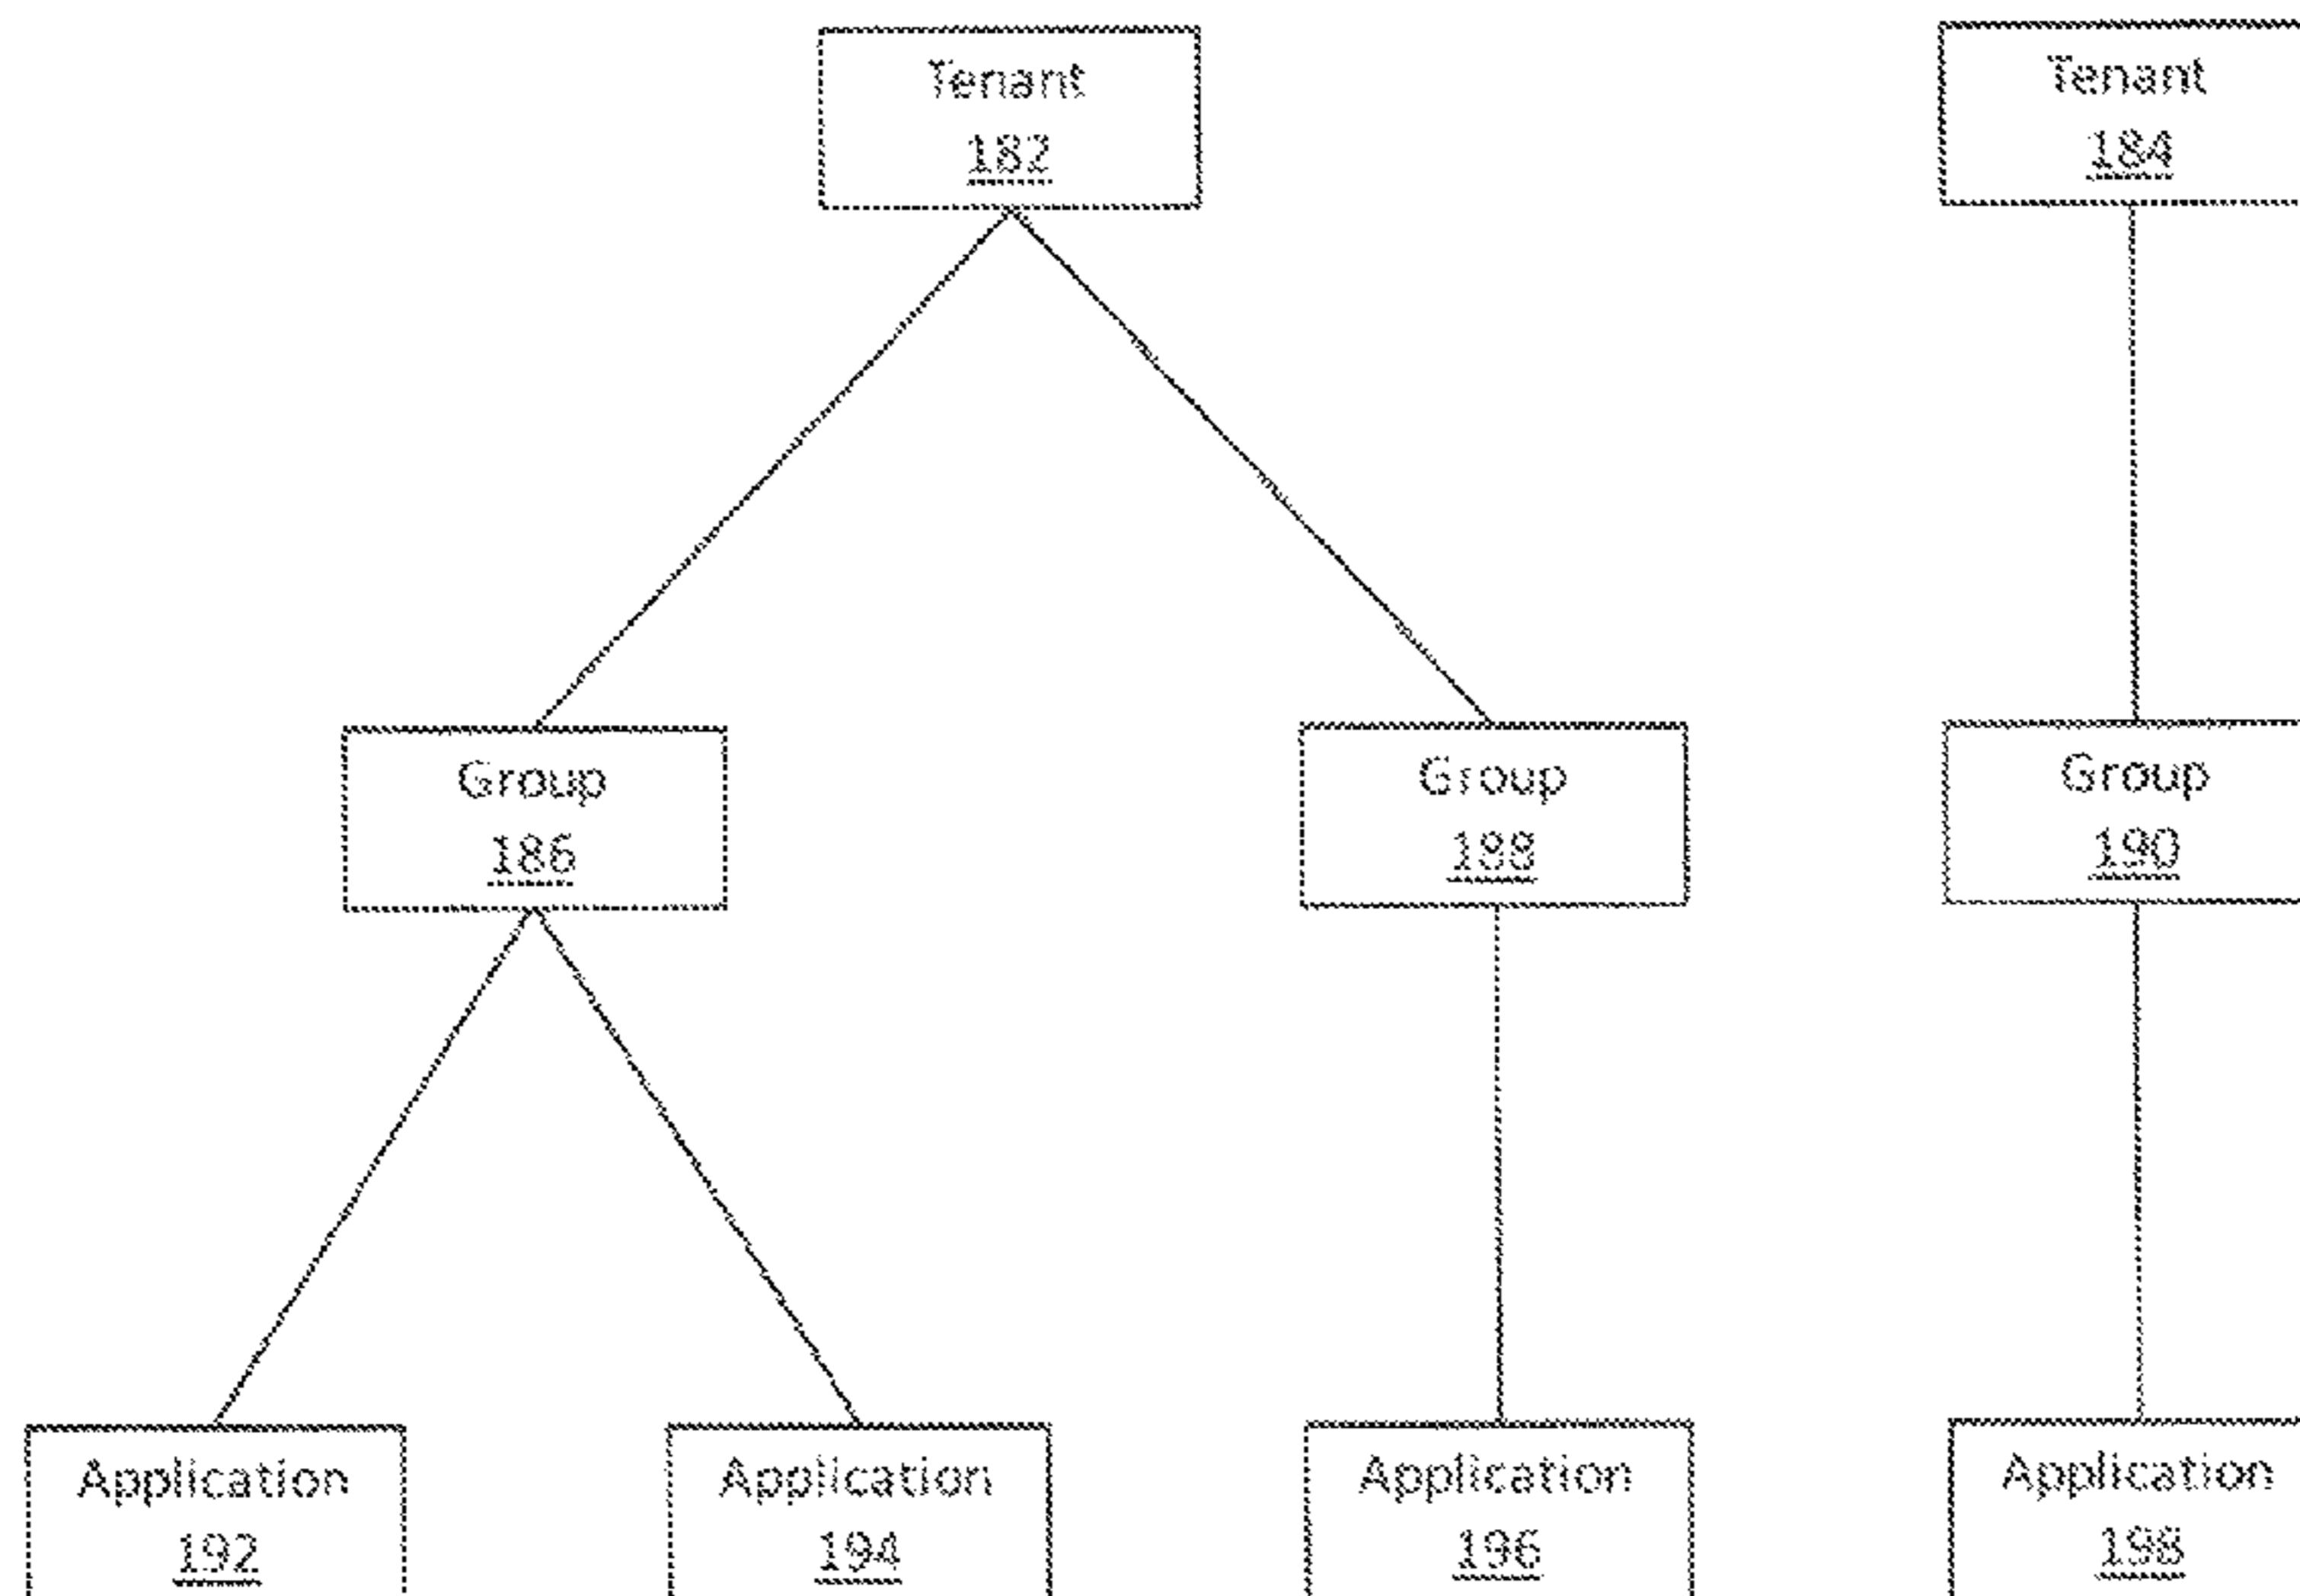 Tenant
182
Tenant
184
Group
186
Group
188
Group
190
Application
192
Application
194
Application
196
Application
198